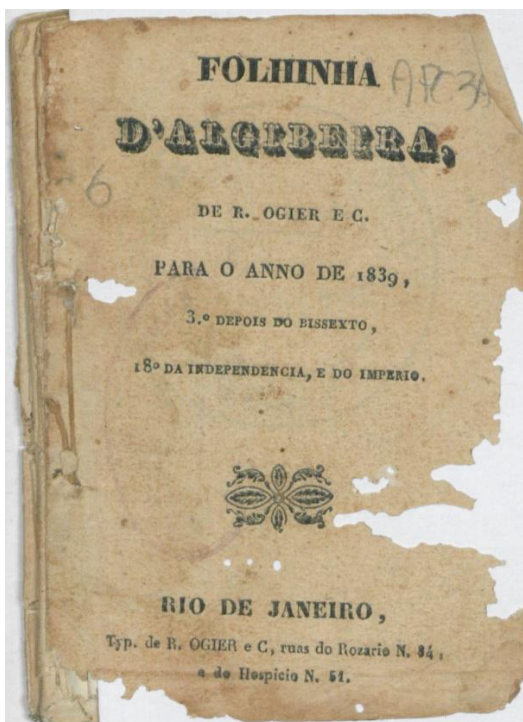 FOLHINHA
D'ALGIBEIRA,
6
DE R. OGIER E C.
PARA O ANNO DE 1839,
3.º DEPOIS DO BISSEXTO,
18º DA INDEPENDENCIA, E DO IMPERIO.
RIO DE JANEIRO,
Typ. de R. OGIER e C, ruas do Rozario N. 84,
e do Hospicio N. 51.